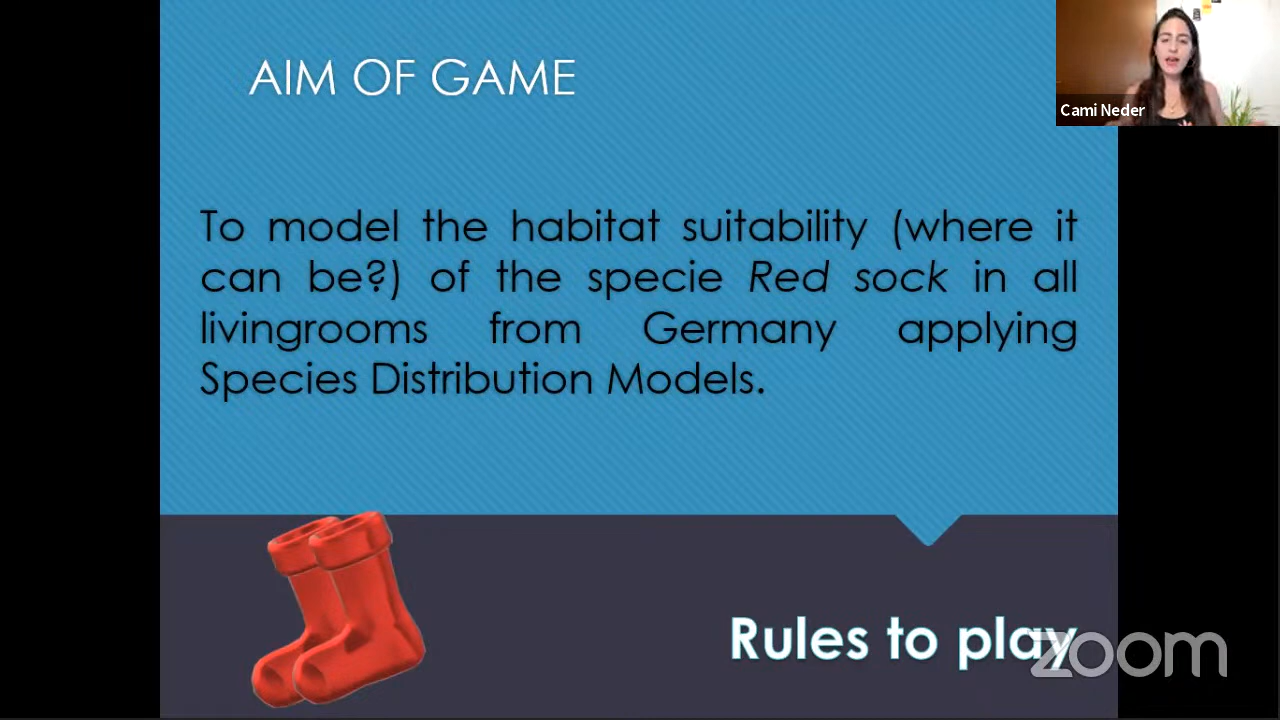 AIM OF GAME
Cami Neder
To model the habitat suitability (where it
can be?) of the specie Red sock in all
livingrooms from Germany applying
Species Distribution Models.
Rules to play
zoom